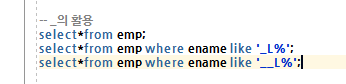 -- _의 활용
select*from emp;
select*from emp where ename like '_L%';
select*from emp where ename like '__L%';